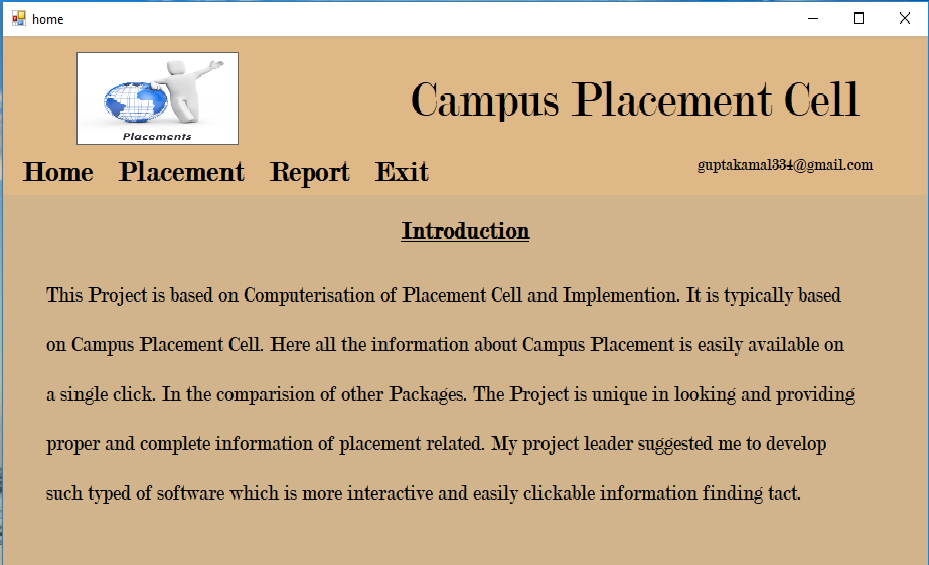 home
Placements
Campus Placement Cell
Home Placement Report Exit
guptakamal334@gmail.com
Introduction
This Project is based on Computerisation of Placement Cell and Implemention. It is typically based
on Campus Placement Cell. Here all the information about Campus Placement is easily available on
a single click. In the comparision of other Packages. The Project is unique in looking and providing
proper and complete information of placement related. My project leader suggested me to develop
such typed of software which is more interactive and easily clickable information finding tact.